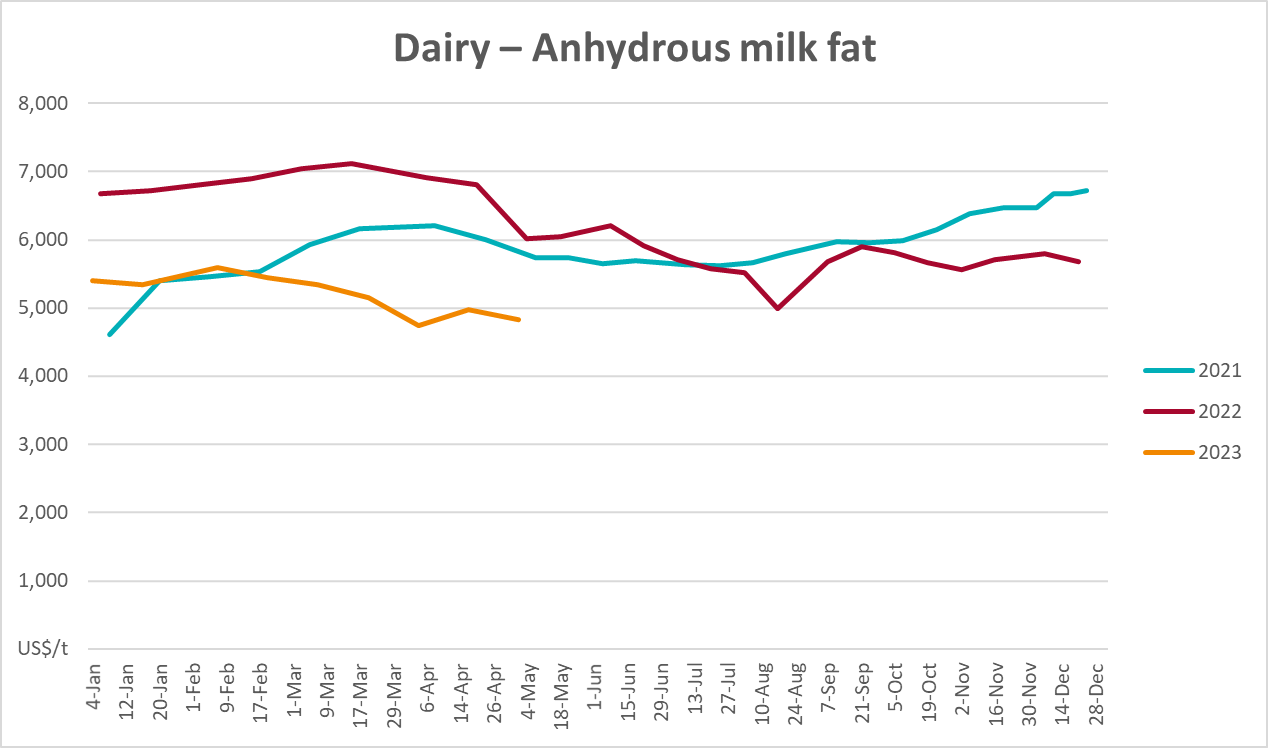 Dairy – Anhydrous milk fat
8,000
7,000
6,000
5,000
4,000
3,000
2,000
1,000
US$/t
4-Jan
12-Jan
20-Jan
1-Feb
9-Feb
17-Feb
1-Mar
9-Mar
17-Mar
29-Mar
6-Apr
14-Apr
26-Apr
4-May
18-May
1-Jun
15-Jun
29-Jun
13-Jul
27-Jul
10-Aug
24-Aug
7-Sep
21-Sep
5-Oct
19-Oct
2-Nov
16-Nov
30-Nov
14-Dec
28-Dec
2021
2022
2023